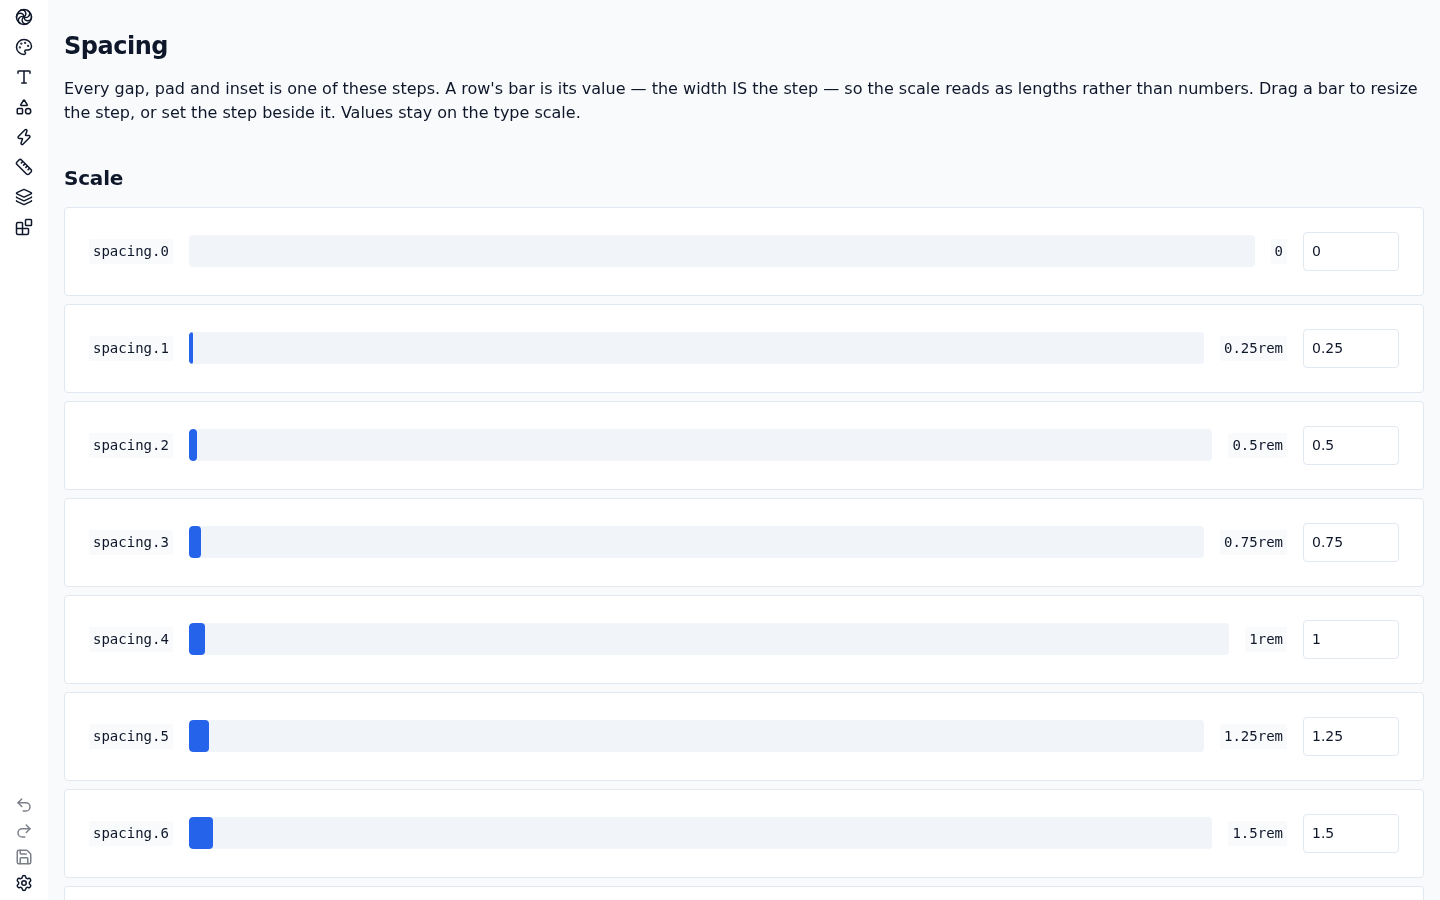 Spacing
Every gap, pad and inset is one of these steps. A row's bar is its value — the width IS the step — so the scale reads as lengths rather than numbers. Drag a bar to resize
the step, or set the step beside it. Values stay on the type scale.
Scale
spacing.0 0 0
spacing.1 0.25rem 0.25
spacing.2 0.5rem 0.5
spacing.3 0.75rem 0.75
spacing.4 1rem 1
spacing.5 1.25rem 1.25
spacing.6 1.5rem 1.5